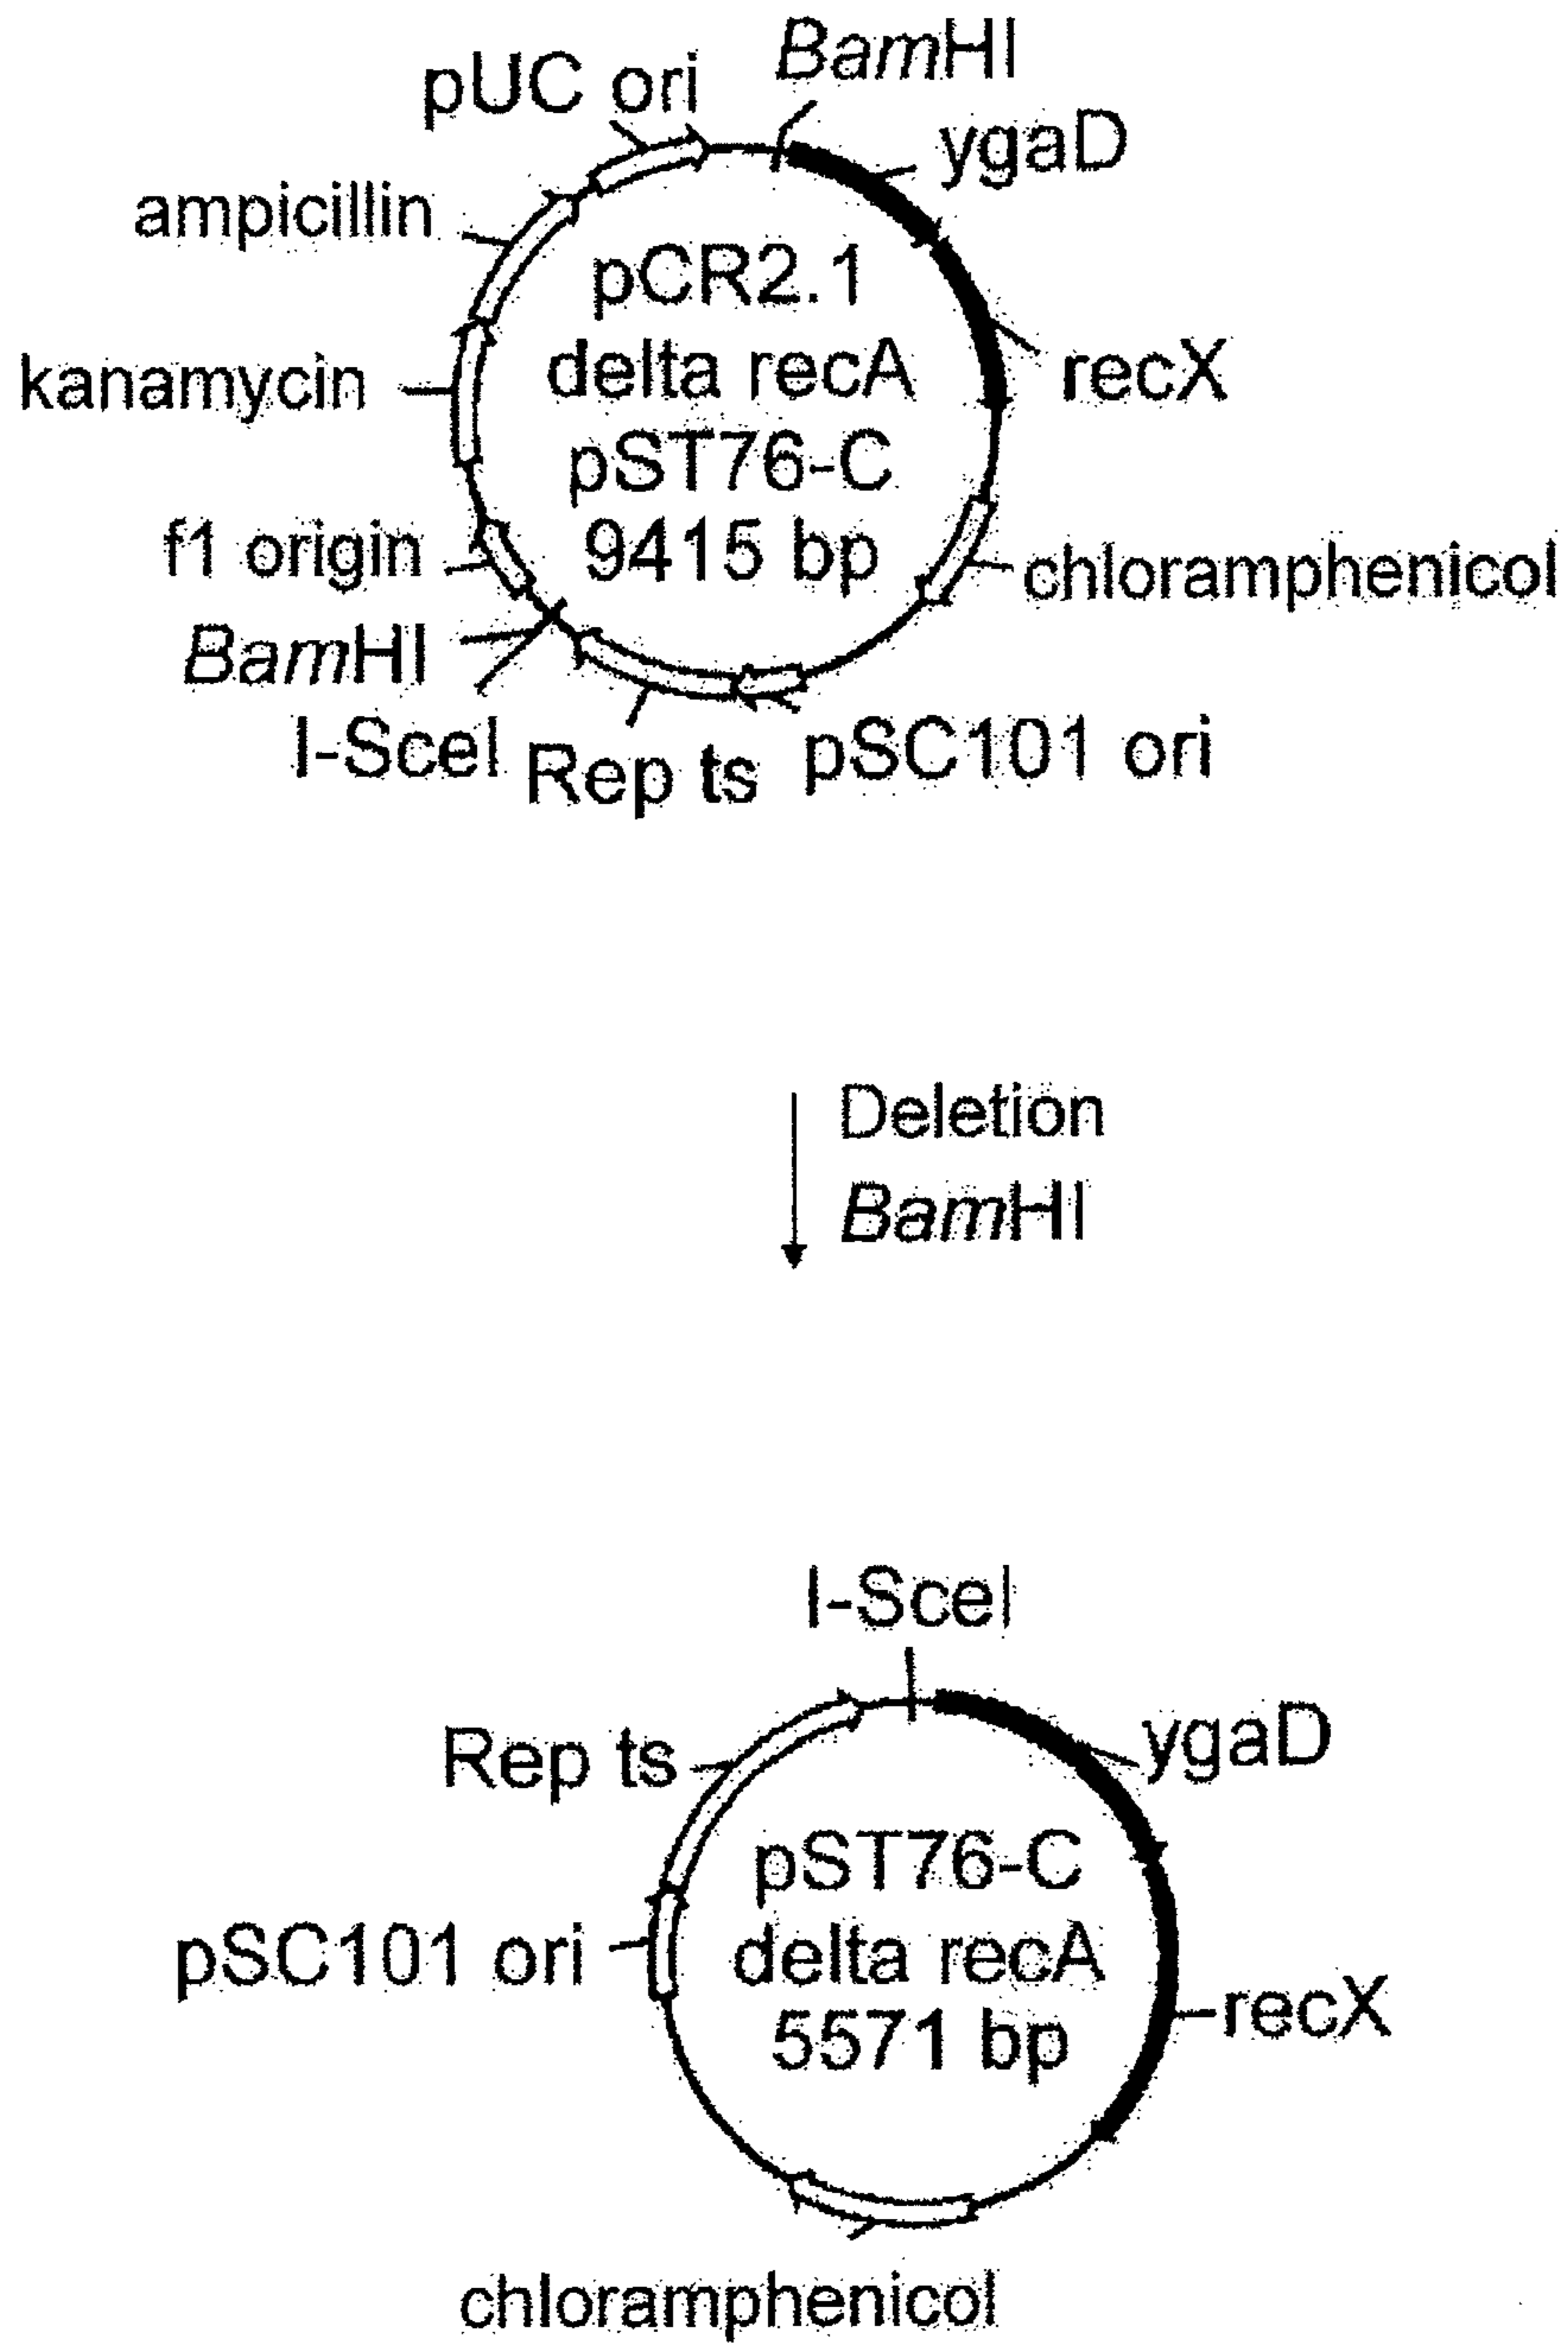 BamHI
pUC ori
ygaD
ampicillin
pCR2.1
delta recA
pST76-C
9415 bp
kanamycin
recX
f1 origin
chloramphenicol
BamHI
I-SceI
Rep ts
pSC101 ori
Deletion
BamHI
I-SceI
Rep ts
ygaD
pST76-C
delta recA
5571 bp
pSC101 ori
recX
chloramphenicol